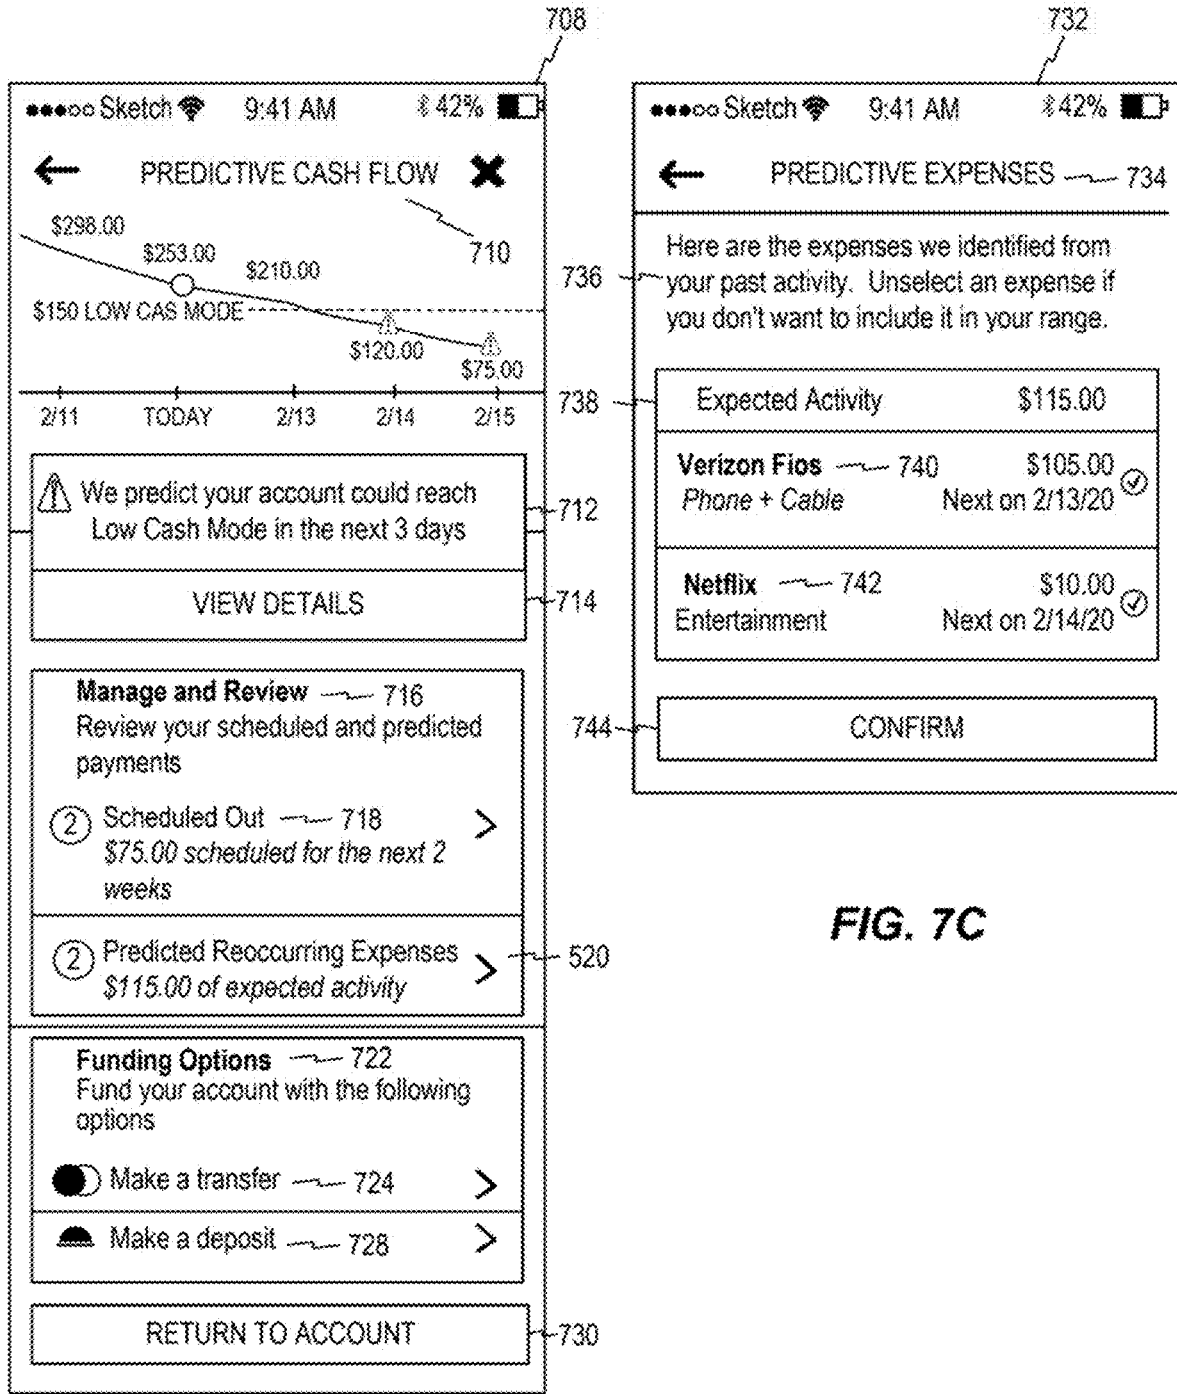 708
Sketch 9:41 AM 42%
PREDICTIVE CASH FLOW
710
$298.00
$253.00
$210.00
$150 LOW CAS MODE
$120.00
$75.00
2/11 TODAY 2/13 2/14 2/15
We predict your account could reach
Low Cash Mode in the next 3 days
712
VIEW DETAILS
714
Manage and Review 716
Review your scheduled and predicted
payments
2 Scheduled Out 718
$75.00 scheduled for the next 2
weeks
2 Predicted Reoccurring Expenses
$115.00 of expected activity
520
Funding Options 722
Fund your account with the following
options
Make a transfer 724
Make a deposit 728
RETURN TO ACCOUNT
730
732
Sketch 9:41 AM 42%
PREDICTIVE EXPENSES 734
736
Here are the expenses we identified from
your past activity. Unselect an expense if
you don't want to include it in your range.
738
Expected Activity $115.00
Verizon Fios 740 $105.00
Phone + Cable Next on 2/13/20
Netflix 742 $10.00
Entertainment Next on 2/14/20
744
CONFIRM
FIG. 7C